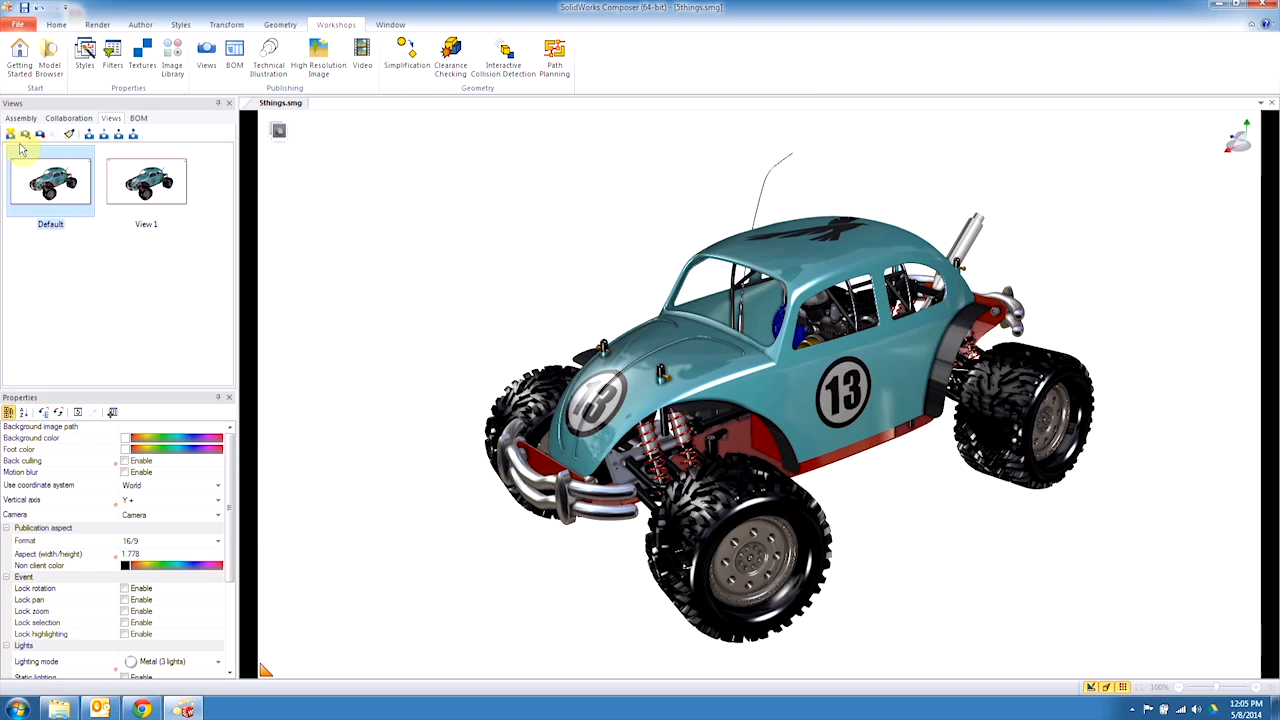 SolidWorks Composer (64-bit) - [5things.smg]
File Home Render Author Styles Transform Geometry Workshops Window
Getting Started Model Browser Styles Filters Textures Image Library Views BOM Technical Illustration High Resolution Image Video Simplification Clearance Checking Interactive Collision Detection Path Planning
Start Properties Publishing Geometry
Views
5things.smg
Assembly Collaboration Views BOM
Default View 1
13
13
Properties
Background image path
Background color
Foot color
Back culling Enable
Motion blur Enable
Use coordinate system World
Vertical axis Y +
Camera Camera
Publication aspect
Format 16/9
Aspect (width/height) 1.778
Non client color
Event
Lock rotation Enable
Lock pan Enable
Lock zoom Enable
Lock selection Enable
Lock highlighting Enable
Lights
Lighting mode Metal (3 lights)
Static lighting Enable
100%
12:05 PM
5/8/2014